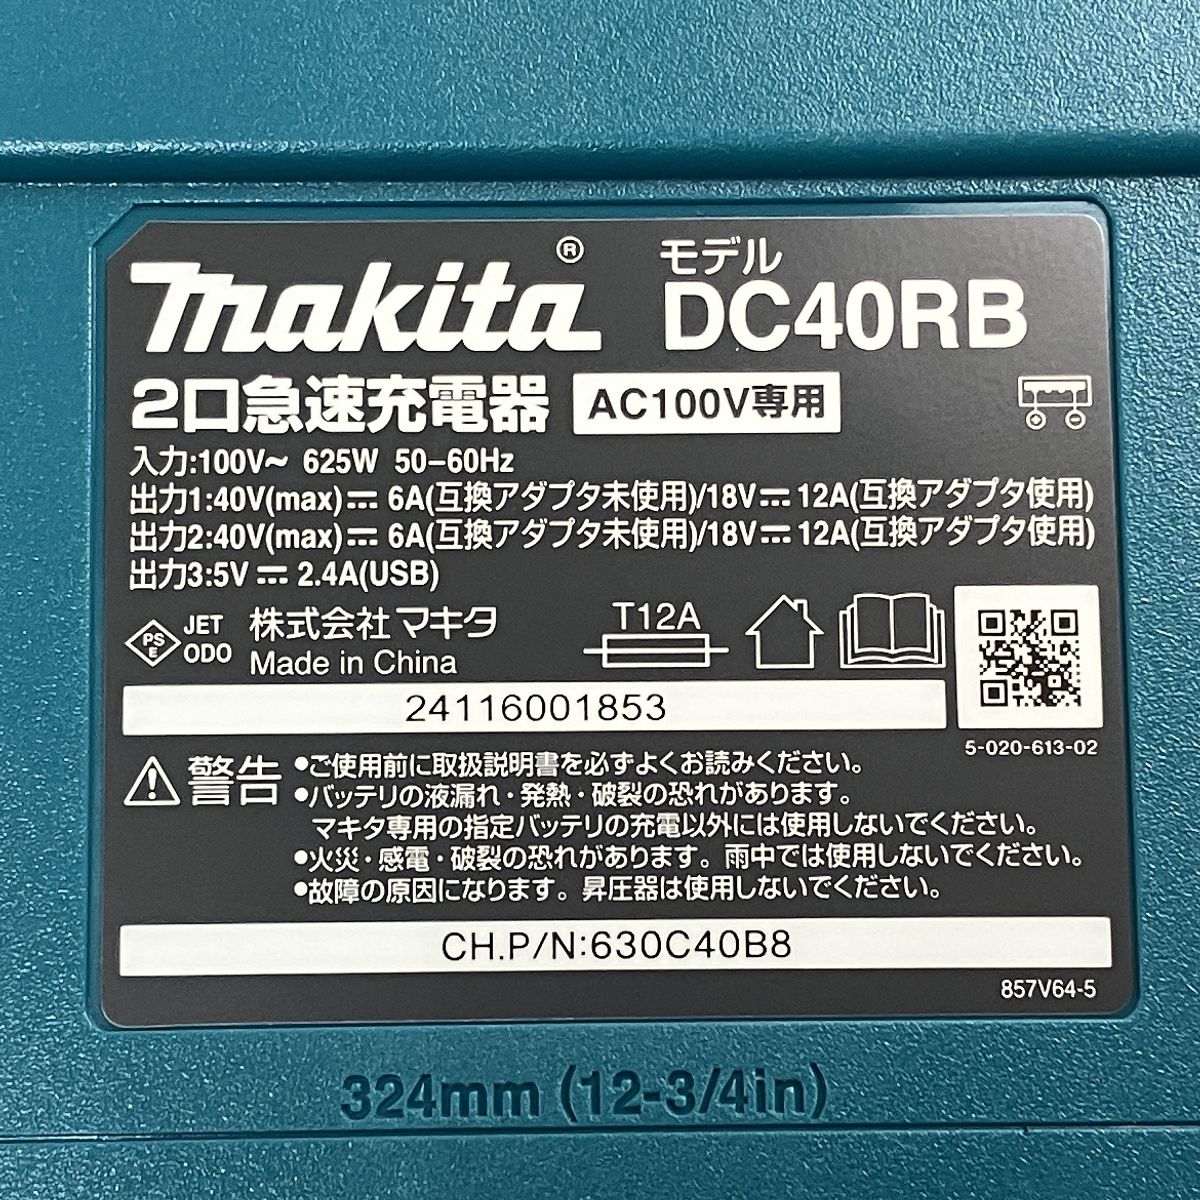 makita®
モデル
DC40RB
2口急速充電器 AC100V専用
入力:100V～ 625W 50–60Hz
出力1:40V(max)⎓ 6A(互換アダプタ未使用)/18V⎓ 12A(互換アダプタ使用)
出力2:40V(max)⎓ 6A(互換アダプタ未使用)/18V⎓ 12A(互換アダプタ使用)
出力3:5V⎓ 2.4A(USB)
PS
E
JET
ODO
株式会社マキタ
Made in China
T12A
24116001853
5-020-613-02
警告
•ご使用前に取扱説明書を必ずよくお読みください。
•バッテリの液漏れ・発熱・破裂の恐れがあります。
マキタ専用の指定バッテリの充電以外には使用しないでください。
•火災・感電・破裂の恐れがあります。雨中では使用しないでください。
•故障の原因になります。昇圧器は使用しないでください。
CH.P/N:630C40B8
857V64-5
324mm (12-3/4in)